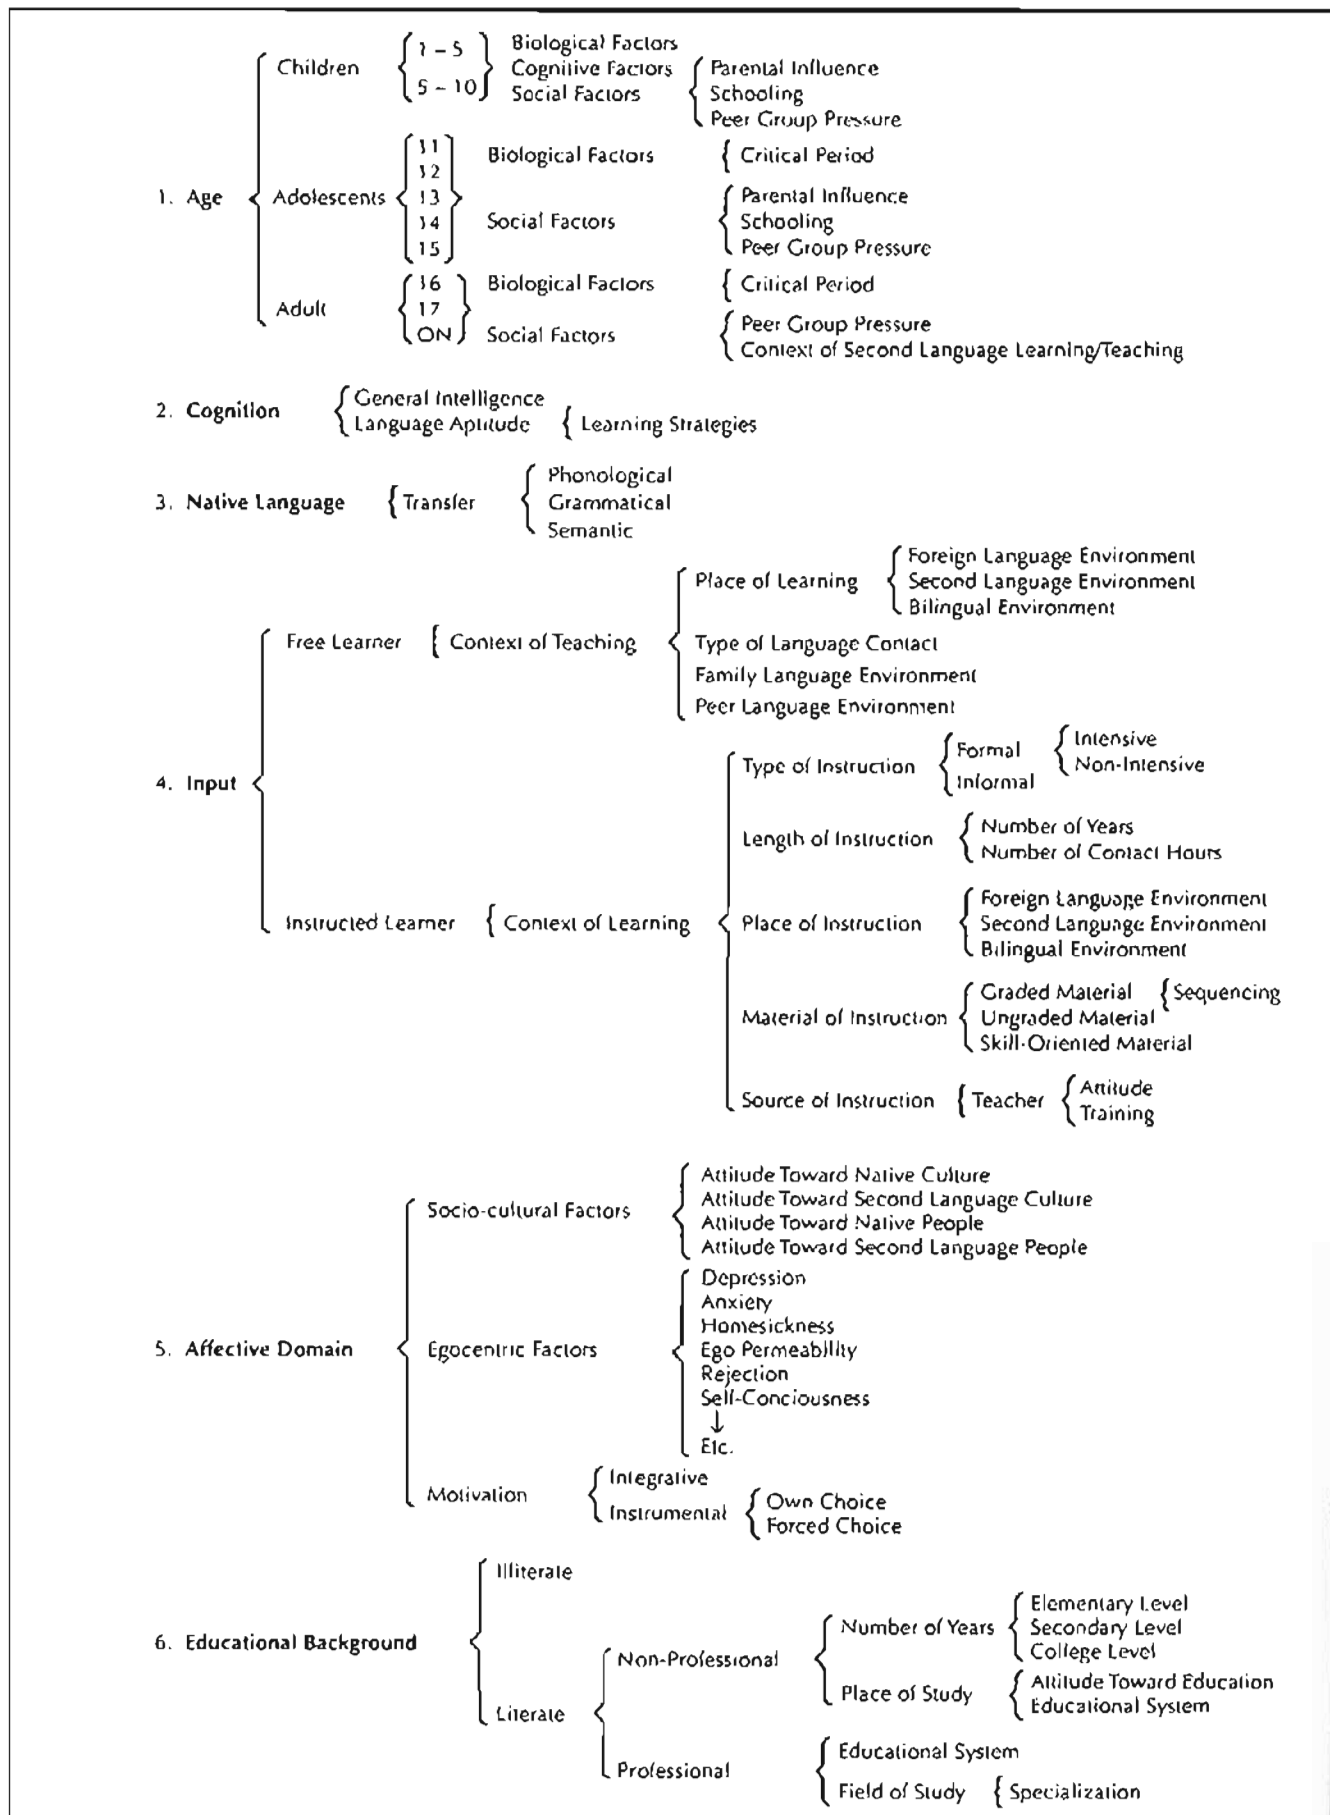 Children 1 – 5 Biological Factors
Cognitive Factors Parental Influence
5 – 10 Social Factors Schooling
Peer Group Pressure
11 Biological Factors Critical Period
12
1. Age Adolescents 13 Parental Influence
14 Social Factors Schooling
15 Peer Group Pressure
16 Biological Factors Critical Period
Adult 17 Peer Group Pressure
ON Social Factors Context of Second Language Learning/Teaching
2. Cognition General Intelligence
Language Aptitude Learning Strategies
Phonological
3. Native Language Transfer Grammatical
Semantic
Foreign Language Environment
Place of Learning Second Language Environment
Bilingual Environment
Free Learner Context of Teaching Type of Language Contact
Family Language Environment
Peer Language Environment
Type of Instruction Formal Intensive
Informal Non-Intensive
4. Input
Length of Instruction Number of Years
Number of Contact Hours
Foreign Language Environment
Instructed Learner Context of Learning Place of Instruction Second Language Environment
Bilingual Environment
Graded Material Sequencing
Material of Instruction Ungraded Material
Skill-Oriented Material
Source of Instruction Teacher Attitude
Training
Attitude Toward Native Culture
Socio-cultural Factors Attitude Toward Second Language Culture
Attitude Toward Native People
Attitude Toward Second Language People
Depression
Anxiety
Homesickness
5. Affective Domain Egocentric Factors Ego Permeability
Rejection
Self-Conciousness
↓
Etc.
Motivation Integrative
Instrumental Own Choice
Forced Choice
Illiterate
Elementary Level
6. Educational Background Number of Years Secondary Level
Non-Professional College Level
Place of Study Attitude Toward Education
Literate Educational System
Professional Educational System
Field of Study Specialization